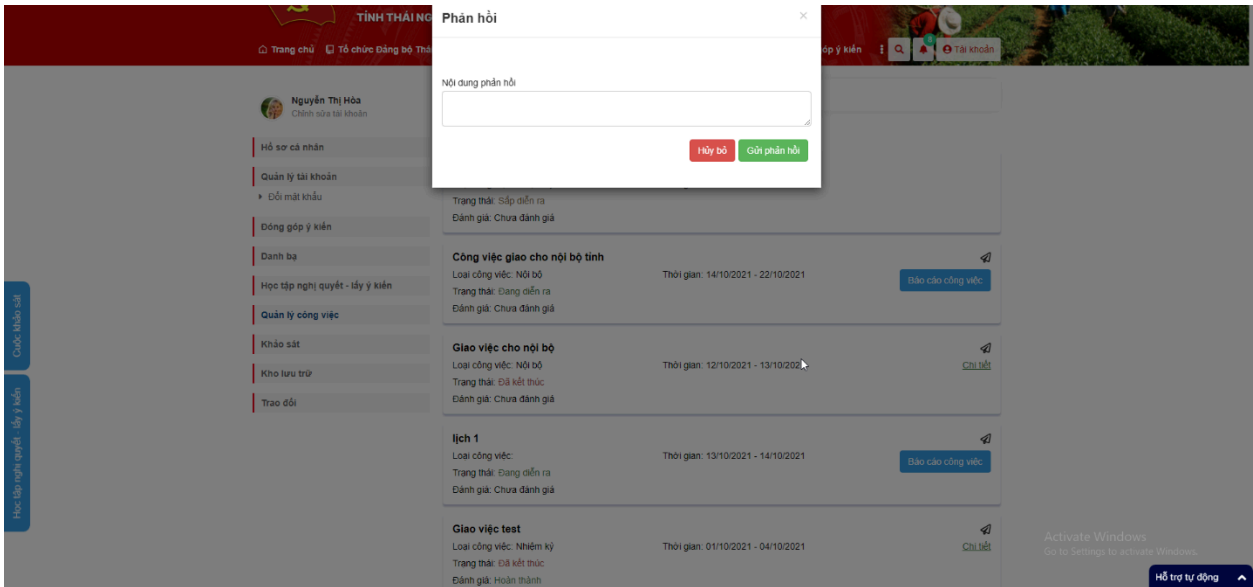 TỈNH THÁI NG
Phản hồi
×
Trang chủ
Tổ chức Đảng bộ Thá
óp ý kiến
6
Tài khoản
Nội dung phản hồi
Hủy bỏ
Gửi phản hồi
Nguyễn Thị Hòa
Chỉnh sửa tài khoản
Hồ sơ cá nhân
Quản lý tài khoản
Đổi mật khẩu
Đóng góp ý kiến
Danh bạ
Học tập nghị quyết - lấy ý kiến
Quản lý công việc
Khảo sát
Kho lưu trữ
Trao đổi
Cuộc khảo sát
Học tập nghị quyết - lấy ý kiến
Trạng thái: Sắp diễn ra
Đánh giá: Chưa đánh giá
Công việc giao cho nội bộ tỉnh
Loại công việc: Nội bộ
Thời gian: 14/10/2021 - 22/10/2021
Báo cáo công việc
Trạng thái: Đang diễn ra
Đánh giá: Chưa đánh giá
Giao việc cho nội bộ
Loại công việc: Nội bộ
Thời gian: 12/10/2021 - 13/10/2021
Chi tiết
Trạng thái: Đã kết thúc
Đánh giá: Chưa đánh giá
lịch 1
Loại công việc:
Thời gian: 13/10/2021 - 14/10/2021
Báo cáo công việc
Trạng thái: Đang diễn ra
Đánh giá: Chưa đánh giá
Giao việc test
Loại công việc: Nhiệm kỳ
Thời gian: 01/10/2021 - 04/10/2021
Chi tiết
Trạng thái: Đã kết thúc
Đánh giá: Hoàn thành
Activate Windows
Go to Settings to activate Windows.
Hỗ trợ tự động